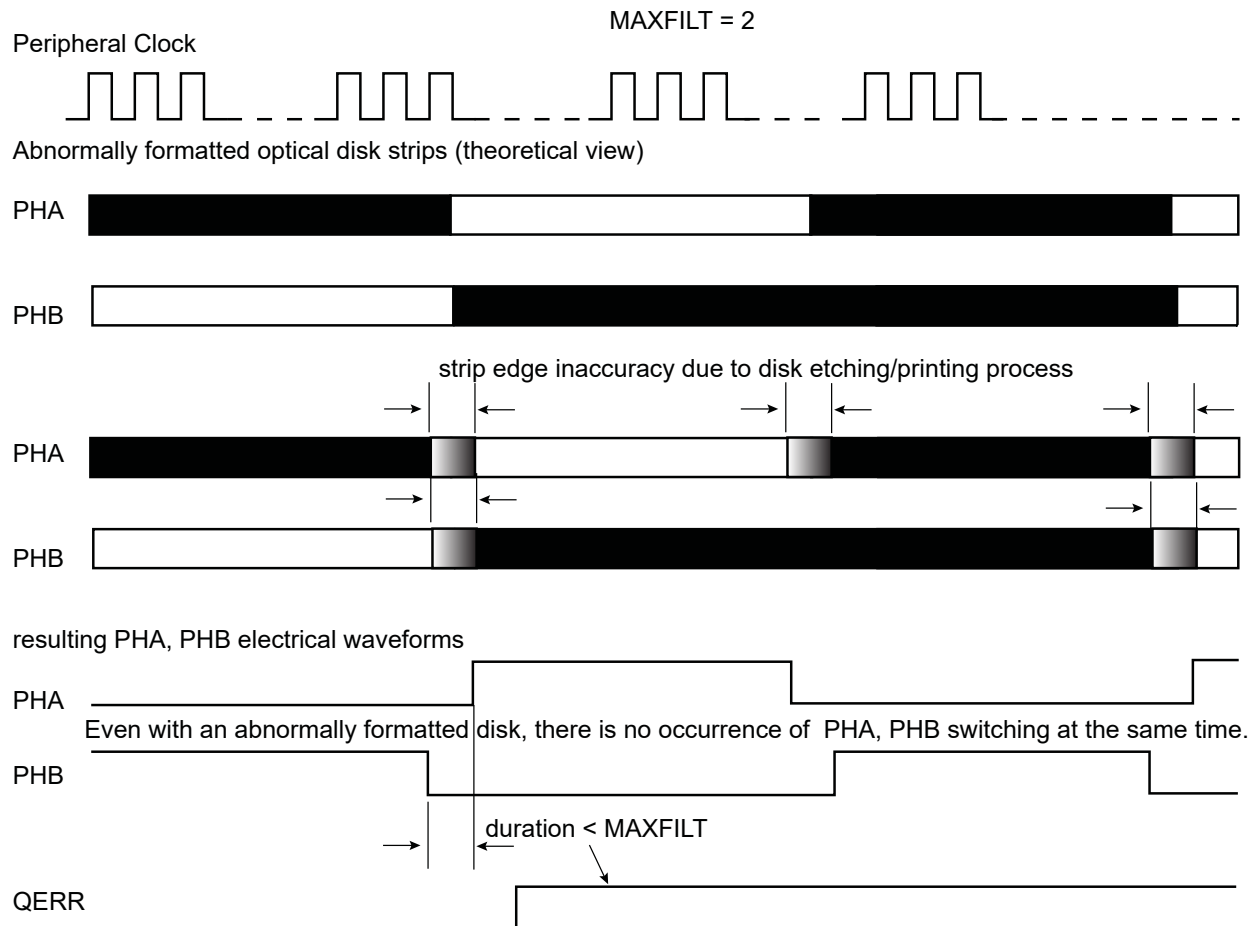 MAXFILT = 2
Peripheral Clock
Abnormally formatted optical disk strips (theoretical view)
PHA
PHB
strip edge inaccuracy due to disk etching/printing process
PHA
PHB
resulting PHA, PHB electrical waveforms
PHA
Even with an abnormally formatted disk, there is no occurrence of PHA, PHB switching at the same time.
PHB
duration < MAXFILT
QERR